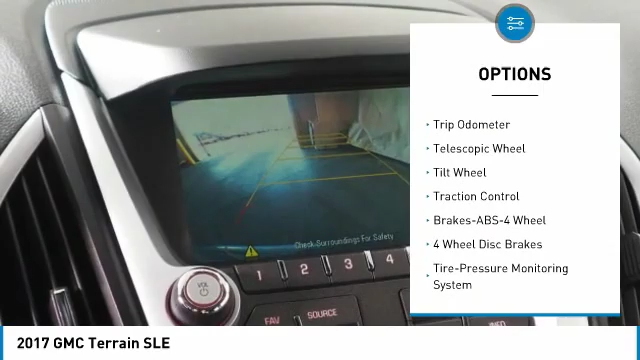 OPTIONS
Trip Odometer
Telescopic Wheel
Tilt Wheel
Traction Control
Brakes-ABS-4 Wheel
4 Wheel Disc Brakes
Tire-Pressure Monitoring
System
Check Surroundings For Safety
1 2 3 4
VOL
FAV SOURCE
INFO
2017 GMC Terrain SLE